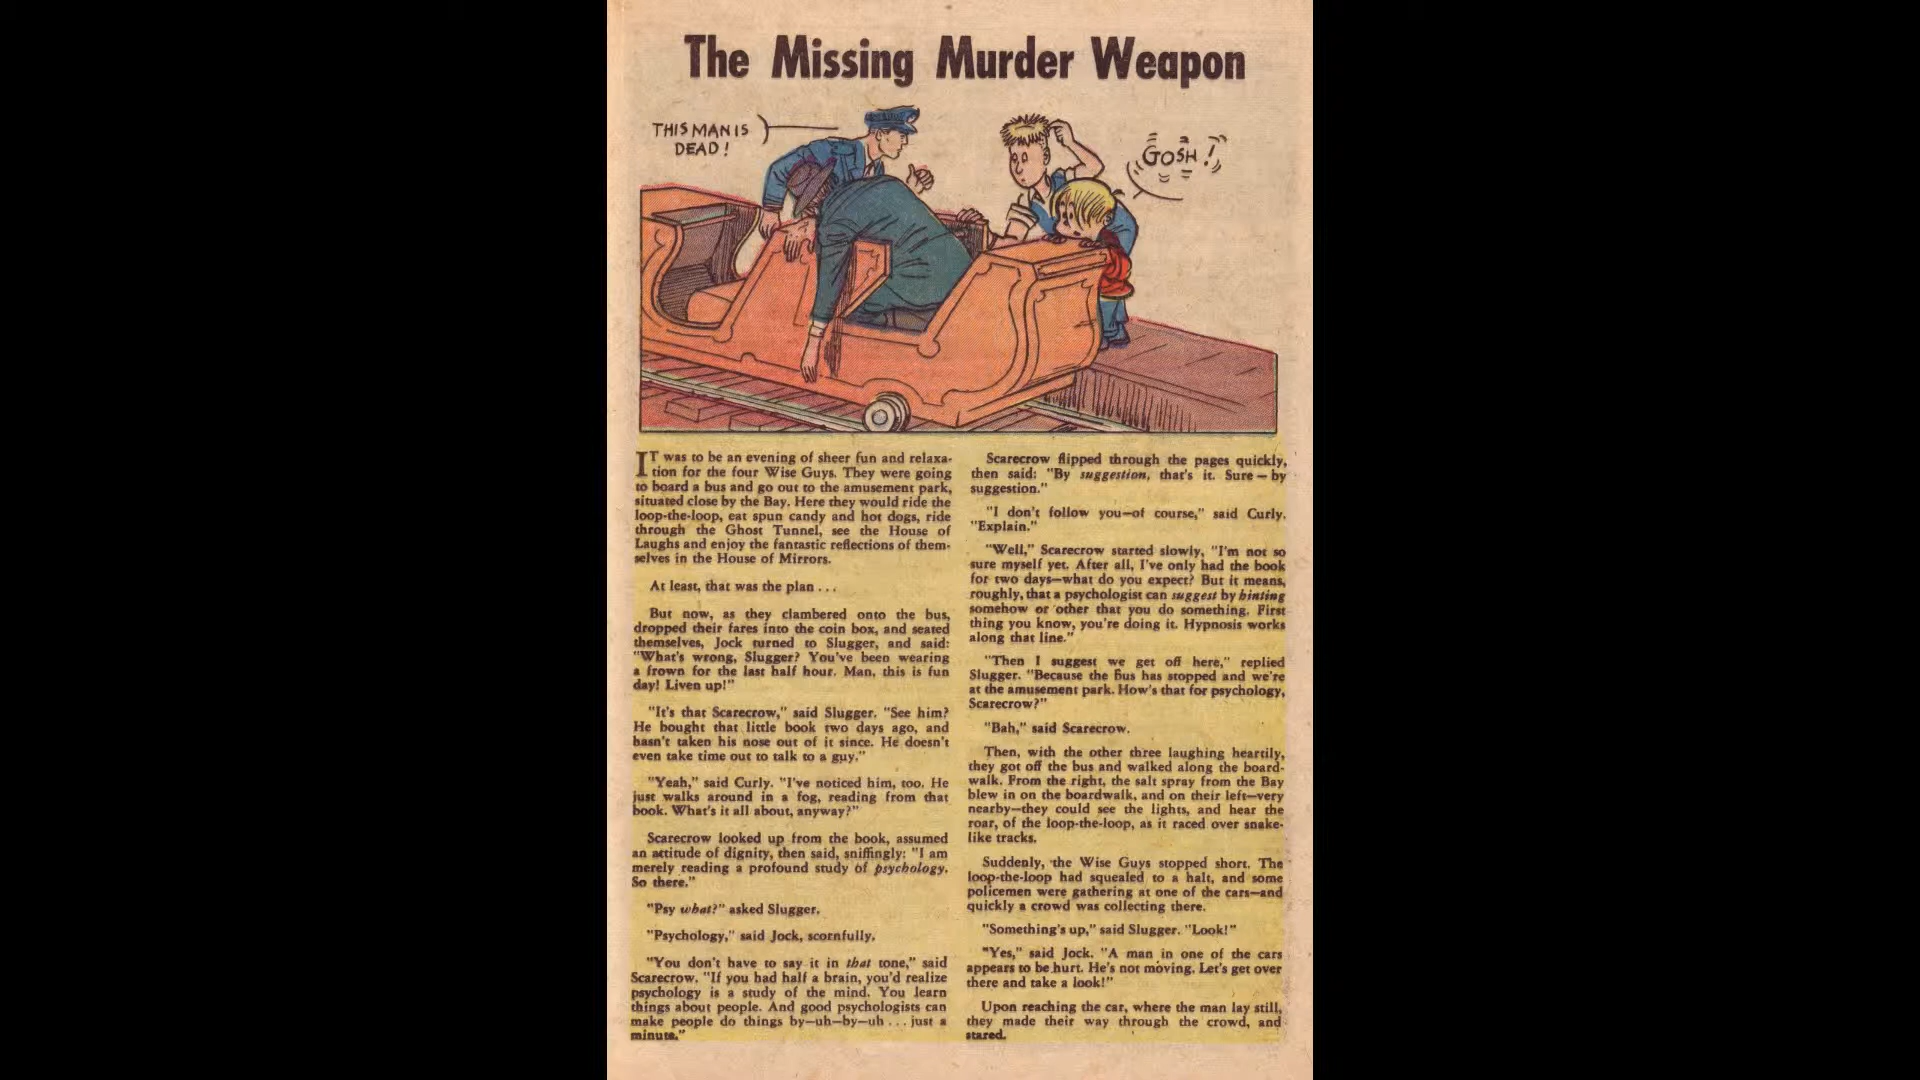 The Missing Murder Weapon
THIS MAN IS
DEAD!
GOSH!
IT was to be an evening of sheer fun and relaxa-
tion for the four Wise Guys. They were going
to board a bus and go out to the amusement park,
situated close by the Bay. Here they would ride the
loop-the-loop, eat spun candy and hot dogs, ride
through the Ghost Tunnel, see the House of
Laughs and enjoy the fantastic reflections of them-
selves in the House of Mirrors.
At least, that was the plan...
But now, as they clambered onto the bus,
dropped their fares into the coin box, and seated
themselves, Jock turned to Slugger, and said:
"What's wrong, Slugger? You've been wearing
a frown for the last half hour. Man, this is fun
day! Liven up!"
"It's that Scarecrow," said Slugger. "See him?
He bought that little book two days ago, and
hasn't taken his nose out of it since. He doesn't
even take time out to talk to a guy."
"Yeah," said Curly. "I've noticed him, too. He
just walks around in a fog, reading from that
book. What's it all about, anyway?"
Scarecrow looked up from the book, assumed
an attitude of dignity, then said, sniffingly: "I am
merely reading a profound study of psychology.
So there."
"Psy what?" asked Slugger.
"Psychology," said Jock, scornfully.
"You don't have to say it in that tone," said
Scarecrow. "If you had half a brain, you'd realize
psychology is a study of the mind. You learn
things about people. And good psychologists can
make people do things by—uh—by—uh...just a
minute."
Scarecrow flipped through the pages quickly,
then said: "By suggestion, that's it. Sure—by
suggestion."
"I don't follow you—of course," said Curly.
"Explain."
"Well," Scarecrow started slowly, "I'm not so
sure myself yet. After all, I've only had the book
for two days—what do you expect? But it means,
roughly, that a psychologist can suggest by hinting
somehow or other that you do something. First
thing you know, you're doing it. Hypnosis works
along that line."
"Then I suggest we get off here," replied
Slugger. "Because the bus has stopped and we're
at the amusement park. How's that for psychology,
Scarecrow?"
"Bah," said Scarecrow.
Then, with the other three laughing heartily,
they got off the bus and walked along the board-
walk. From the right, the salt spray from the Bay
blew in on the boardwalk, and on their left—very
nearby—they could see the lights, and hear the
roar, of the loop-the-loop, as it raced over snake-
like tracks.
Suddenly, the Wise Guys stopped short. The
loop-the-loop had squealed to a halt, and some
policemen were gathering at one of the cars—and
quickly a crowd was collecting there.
"Something's up," said Slugger. "Look!"
"Yes," said Jock. "A man in one of the cars
appears to be hurt. He's not moving. Let's get over
there and take a look!"
Upon reaching the car, where the man lay still,
they made their way through the crowd, and
stared.